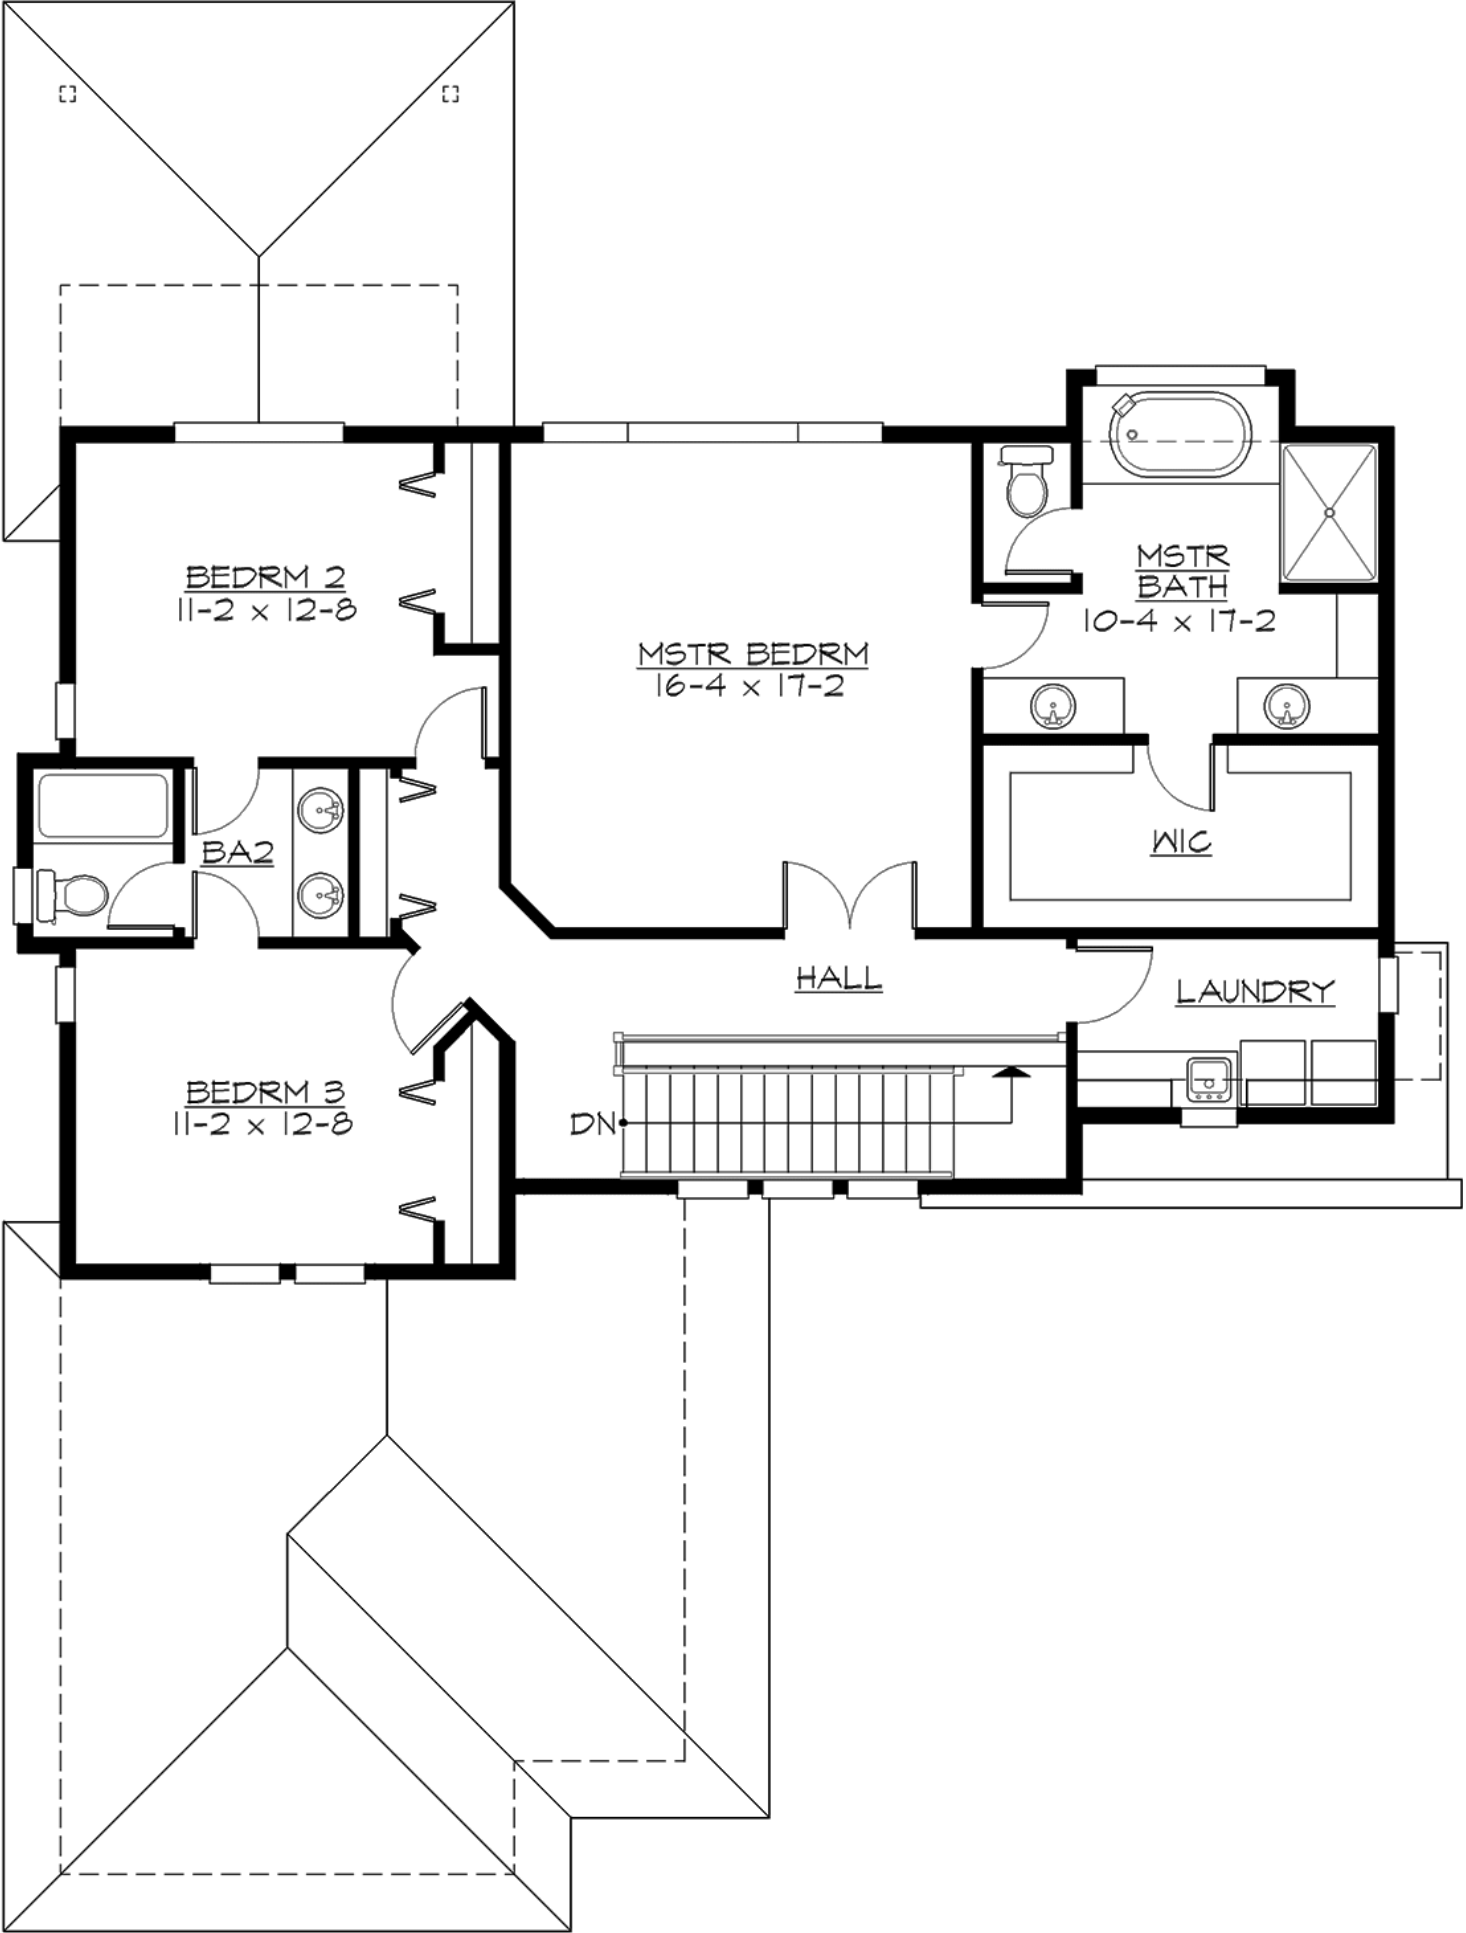 BEDRM 2
11-2 x 12-8
MSTR
BATH
10-4 x 17-2
MSTR BEDRM
16-4 x 17-2
BA2
WIC
HALL
LAUNDRY
BEDRM 3
11-2 x 12-8
DN